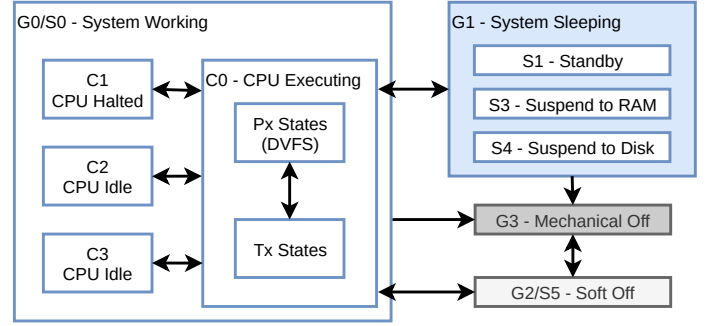 G0/S0 - System Working
C1
CPU Halted
C2
CPU Idle
C3
CPU Idle
C0 - CPU Executing
Px States
(DVFS)
Tx States
G1 - System Sleeping
S1 - Standby
S3 - Suspend to RAM
S4 - Suspend to Disk
G3 - Mechanical Off
G2/S5 - Soft Off